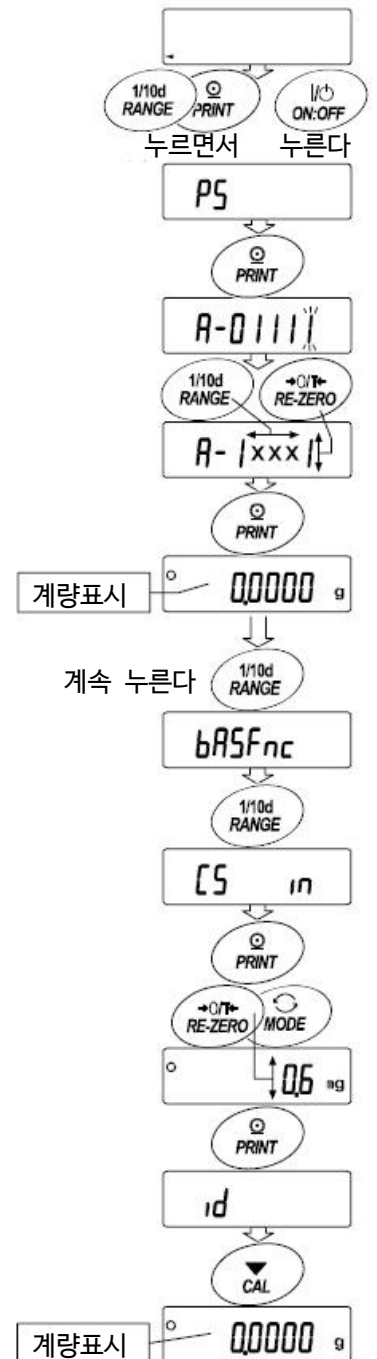 1/10d RANGE PRINT ON:OFF
누르면서 누른다
PS
PRINT
A-01111
1/10d RANGE →0/T← RE-ZERO
A-1xxx1
PRINT
계량표시 0.0000 g
계속 누른다 1/10d RANGE
bASFnc
1/10d RANGE
CS in
PRINT
→0/T← RE-ZERO MODE
0.6 mg
PRINT
id
CAL
계량표시 0.0000 g